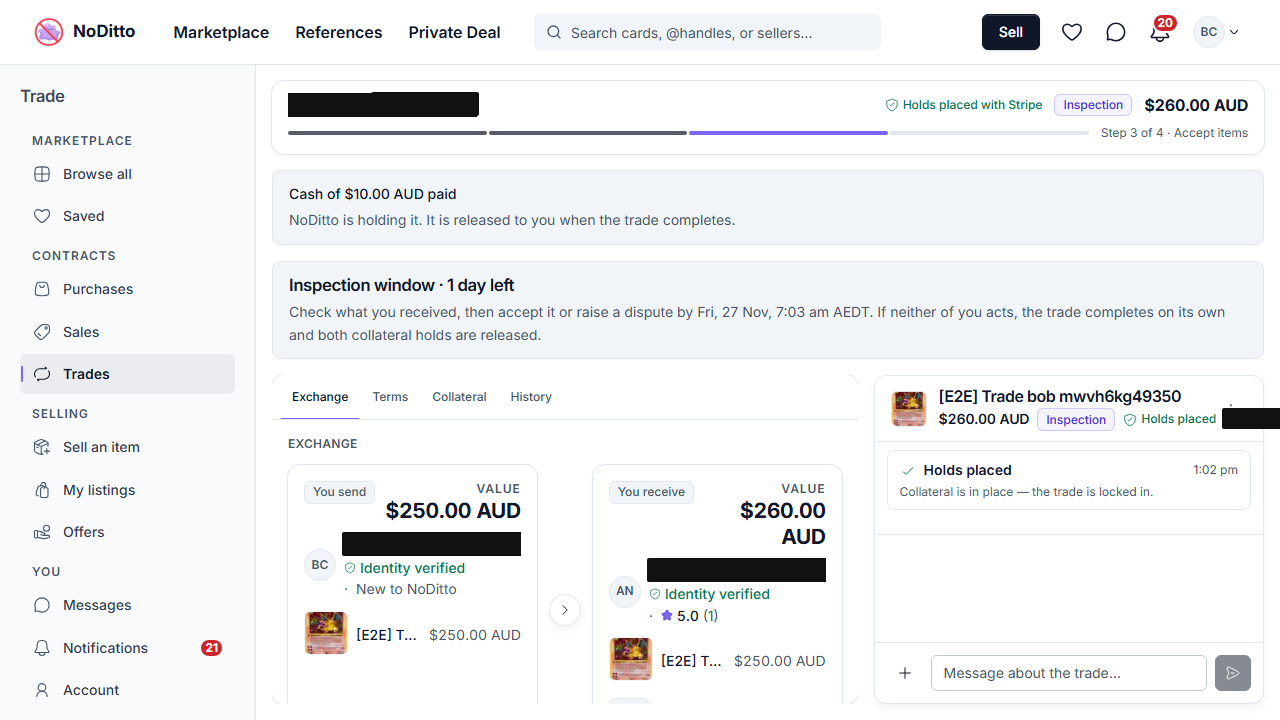 NoDitto
Marketplace
References
Private Deal
Search cards, @handles, or sellers...
Sell
20
BC
Trade
MARKETPLACE
Browse all
Saved
CONTRACTS
Purchases
Sales
Trades
SELLING
Sell an item
My listings
Offers
YOU
Messages
Notifications
21
Account
Holds placed with Stripe
Inspection
$260.00 AUD
Step 3 of 4 · Accept items
Cash of $10.00 AUD paid
NoDitto is holding it. It is released to you when the trade completes.
Inspection window · 1 day left
Check what you received, then accept it or raise a dispute by Fri, 27 Nov, 7:03 am AEDT. If neither of you acts, the trade completes on its own
and both collateral holds are released.
Exchange
Terms
Collateral
History
EXCHANGE
You send
VALUE
$250.00 AUD
BC
Identity verified
· New to NoDitto
[E2E] T...
$250.00 AUD
You receive
VALUE
$260.00
AUD
AN
Identity verified
· 5.0 (1)
[E2E] T...
$250.00 AUD
[E2E] Trade bob mwvh6kg49350
$260.00 AUD
Inspection
Holds placed
Holds placed
1:02 pm
Collateral is in place — the trade is locked in.
Message about the trade...